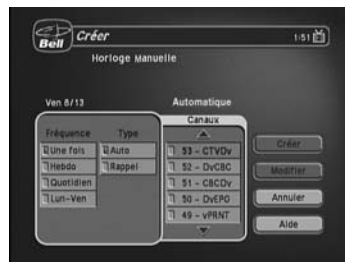 Bell Créer 1:51
Horloge Manuelle
Ven 8/13 Automatique
Fréquence Type Canaux
Une fois Auto 53 - CTVDv Créer
Hebdo Rappel 52 - DvCBC Modifier
Quotidien 51 - CBCDv Annuler
Lun-Ven 50 - DvEPO Aide
49 - vPRNT